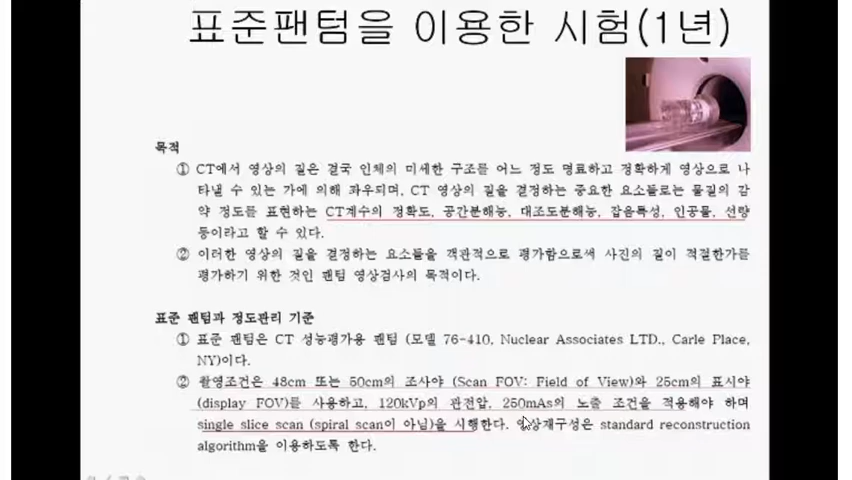 표준팬텀을 이용한 시험(1년)
목적
① CT에서 영상의 질은 결국 인체의 미세한 구조를 어느 정도 명료하고 정확하게 영상으로 나
타낼 수 있는 가에 의해 좌우되며, CT 영상의 질을 결정하는 중요한 요소들로는 물질의 감
약 정도를 표현하는 CT계수의 정확도, 공간분해능, 대조도분해능, 잡음특성, 인공물, 선량
등이라고 할 수 있다.
② 이러한 영상의 질을 결정하는 요소들을 객관적으로 평가함으로써 사진의 질이 적절한가를
평가하기 위한 것인 팬텀 영상검사의 목적이다.
표준 팬텀과 정도관리 기준
① 표준 팬텀은 CT 성능평가용 팬텀 (모델 76-410, Nuclear Associates LTD., Carle Place,
NY)이다.
② 촬영조건은 48cm 또는 50cm의 조사야 (Scan FOV: Field of View)와 25cm의 표시야
(display FOV)를 사용하고, 120kVp의 관전압, 250mAs의 노출 조건을 적용해야 하며
single slice scan (spiral scan이 아님)을 시행한다. 영상재구성은 standard reconstruction
algorithm을 이용하도록 한다.